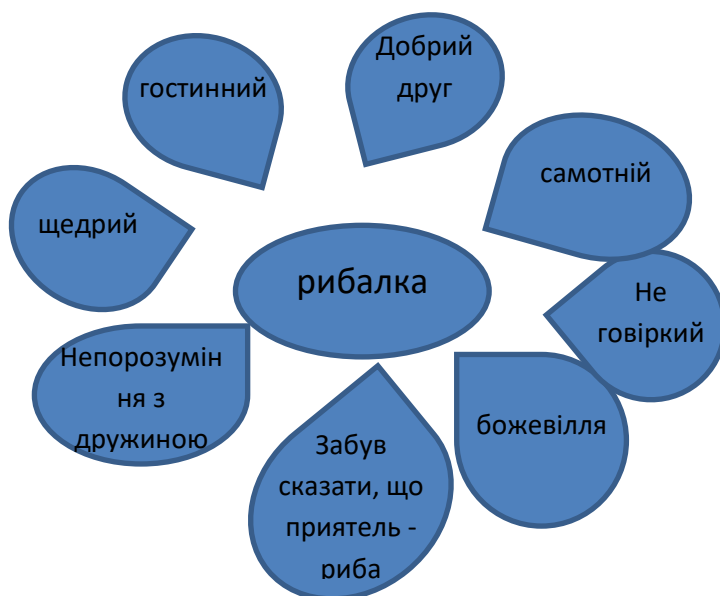 Добрий
друг
гостинний
самотній
щедрий
рибалка
Не
говіркий
Непорозумін
ня з
дружиною
божевілля
Забув
сказати, що
приятель -
риба